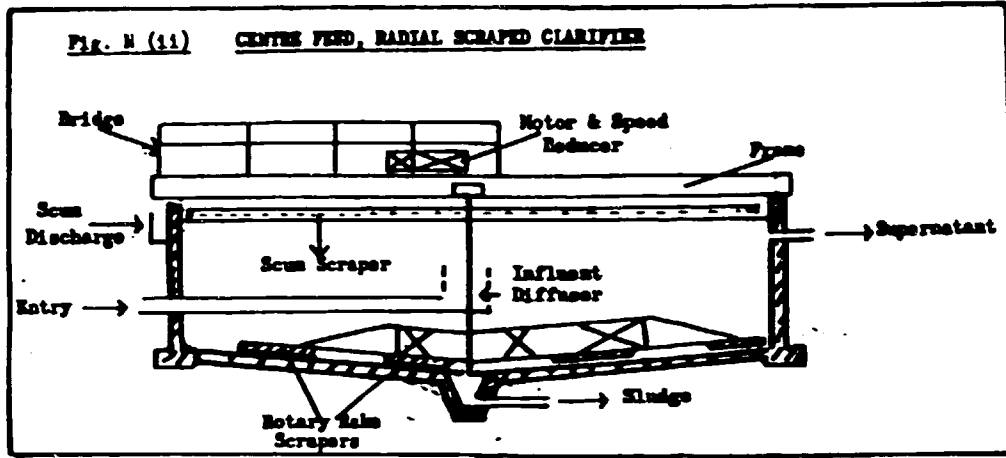 Fig. N (ii) CENTRE FEED, RADIAL SCRAPED CLARIFIER
Bridge
Motor & Speed
Reducer
Frame
Scum
Discharge
Supernatant
Scum Scraper
Influent
Diffuser
Entry
Sludge
Rotary Rake
Scrapers